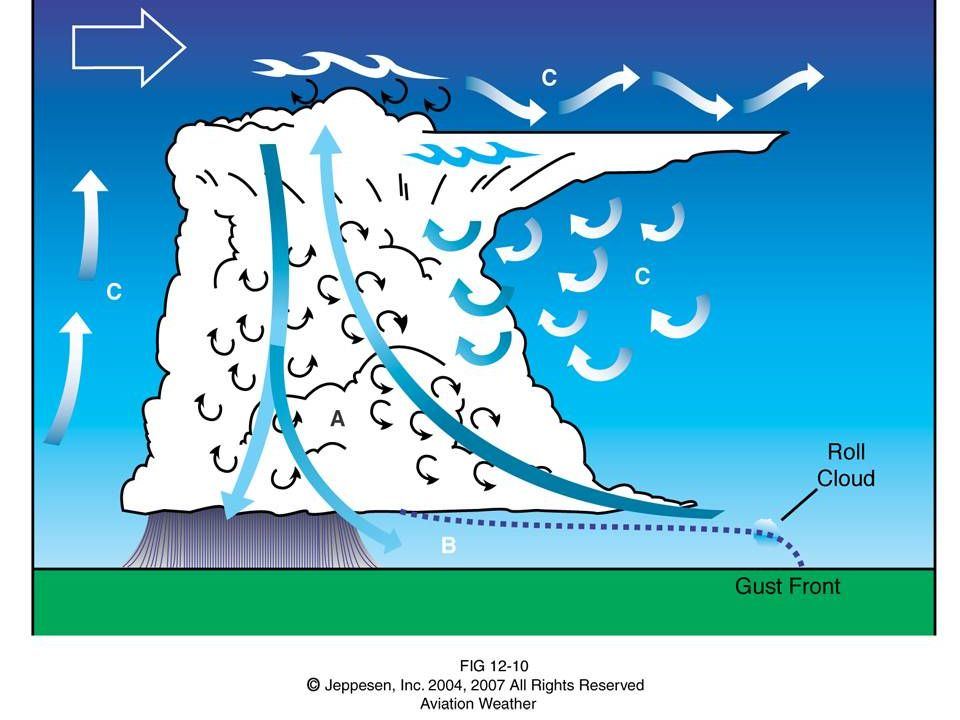 C
C
C
A
Roll
Cloud
B
Gust Front
FIG 12-10
© Jeppesen, Inc. 2004, 2007 All Rights Reserved
Aviation Weather